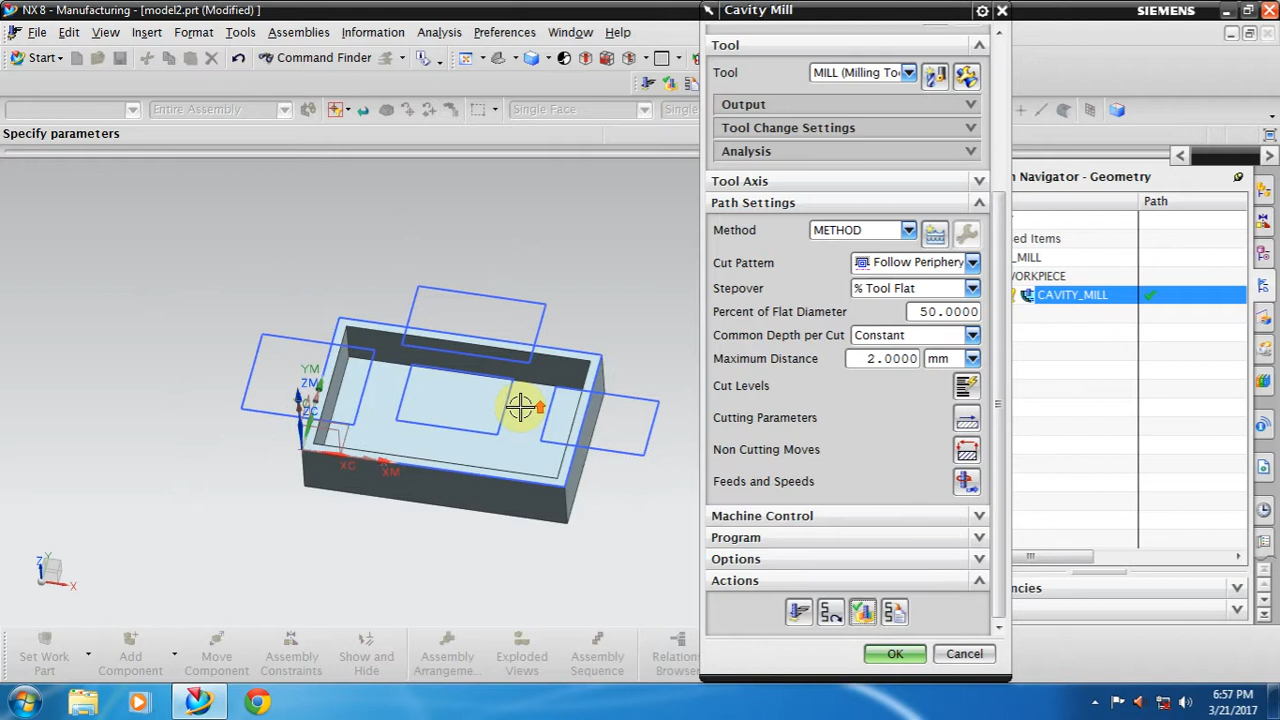 NX 8 - Manufacturing - [model2.prt (Modified) ]
SIEMENS
File Edit View Insert Format Tools Assemblies Information Analysis Preferences Window Help
Start Command Finder
Entire Assembly Single Face Single
Specify parameters
YM
ZM
ZC
XC
XM
Z
Y
X
Cavity Mill
Tool
Tool MILL (Milling To
Output
Tool Change Settings
Analysis
Tool Axis
Path Settings
Method METHOD
Cut Pattern Follow Periphery
Stepover % Tool Flat
Percent of Flat Diameter 50.0000
Common Depth per Cut Constant
Maximum Distance 2.0000 mm
Cut Levels
Cutting Parameters
Non Cutting Moves
Feeds and Speeds
Machine Control
Program
Options
Actions
OK Cancel
n Navigator - Geometry
Path
ed Items
_MILL
ORKPIECE
CAVITY_MILL
encies
Set Work Part
Add Component
Move Component
Assembly Constraints
Show and Hide
Assembly Arrangeme...
Exploded Views
Assembly Sequence
Relations Browser
6:57 PM
3/21/2017